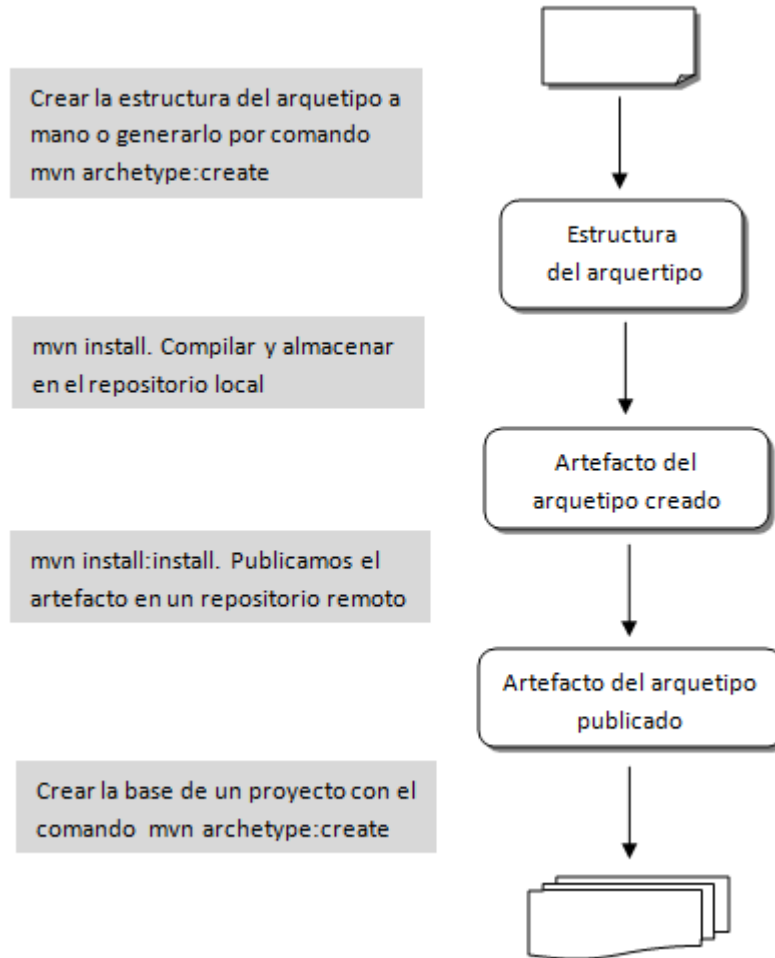 Crear la estructura del arquetipo a
mano o generarlo por comando
mvn archetype:create
Estructura
del arquertipo
mvn install. Compilar y almacenar
en el repositorio local
Artefacto del
arquetipo creado
mvn install:install. Publicamos el
artefacto en un repositorio remoto
Artefacto del arquetipo
publicado
Crear la base de un proyecto con el
comando mvn archetype:create